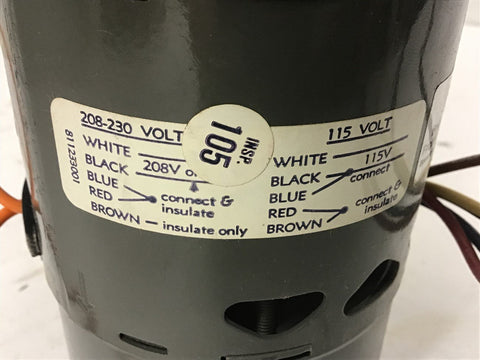 208-230 VOLT
WHITE
BLACK 208V
BLUE
RED connect &
insulate
BROWN — insulate only
811233001
INSP
105
115 VOLT
WHITE 115V
BLACK connect
BLUE
RED connect &
insulate
BROWN